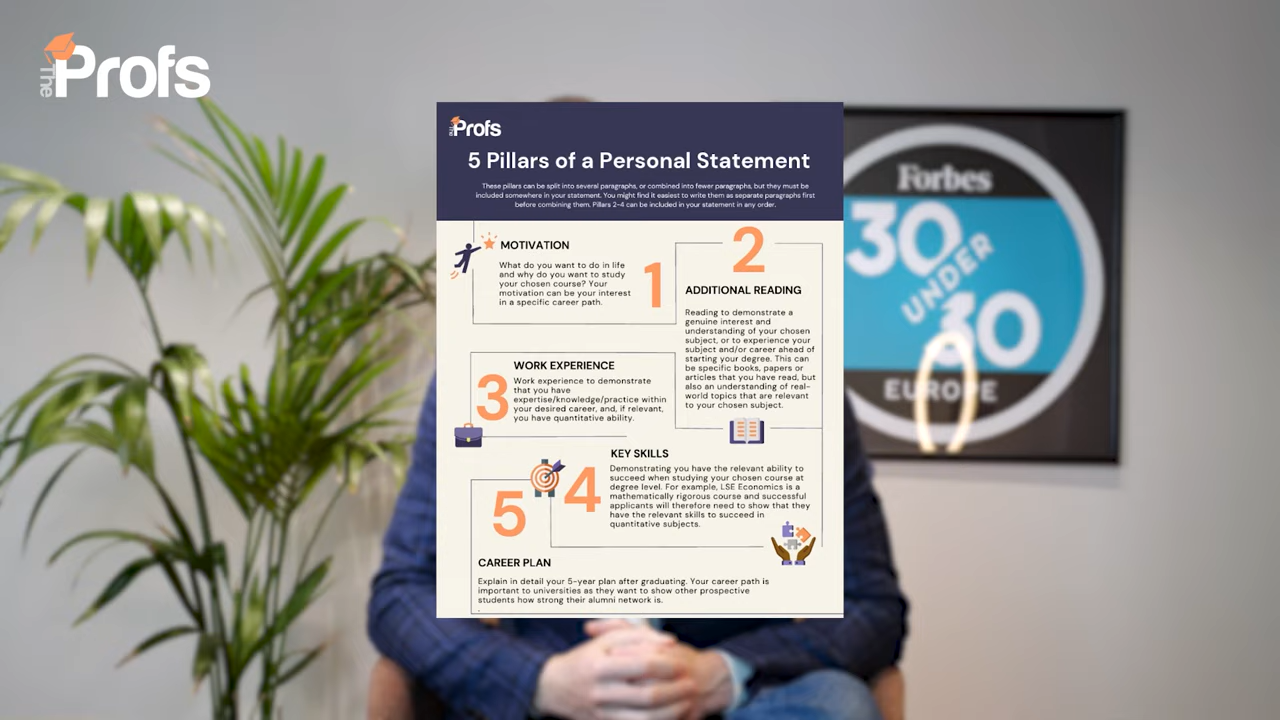 The Profs
The Profs
5 Pillars of a Personal Statement
These pillars can be split into several paragraphs, or combined into fewer paragraphs, but they must be
included somewhere in your statement. You might find it easiest to write them as separate paragraphs first
before combining them. Pillars 2-4 can be included in your statement in any order.
1
MOTIVATION
What do you want to do in life
and why do you want to study
your chosen course? Your
motivation can be your interest
in a specific career path.
2
ADDITIONAL READING
Reading to demonstrate a
genuine interest and
understanding of your chosen
subject, or to experience your
subject and/or career ahead of
starting your degree. This can
be specific books, papers or
articles that you have read, but
also an understanding of real-
world topics that are relevant
to your chosen subject.
3
WORK EXPERIENCE
Work experience to demonstrate
that you have
expertise/knowledge/practice within
your desired career, and, if relevant,
you have quantitative ability.
4
KEY SKILLS
Demonstrating you have the relevant ability to
succeed when studying your chosen course at
degree level. For example, LSE Economics is a
mathematically rigorous course and successful
applicants will therefore need to show that they
have the relevant skills to succeed in
quantitative subjects.
5
CAREER PLAN
Explain in detail your 5-year plan after graduating. Your career path is
important to universities as they want to show other prospective
students how strong their alumni network is.
.
Forbes
30
UNDER
30
EUROPE